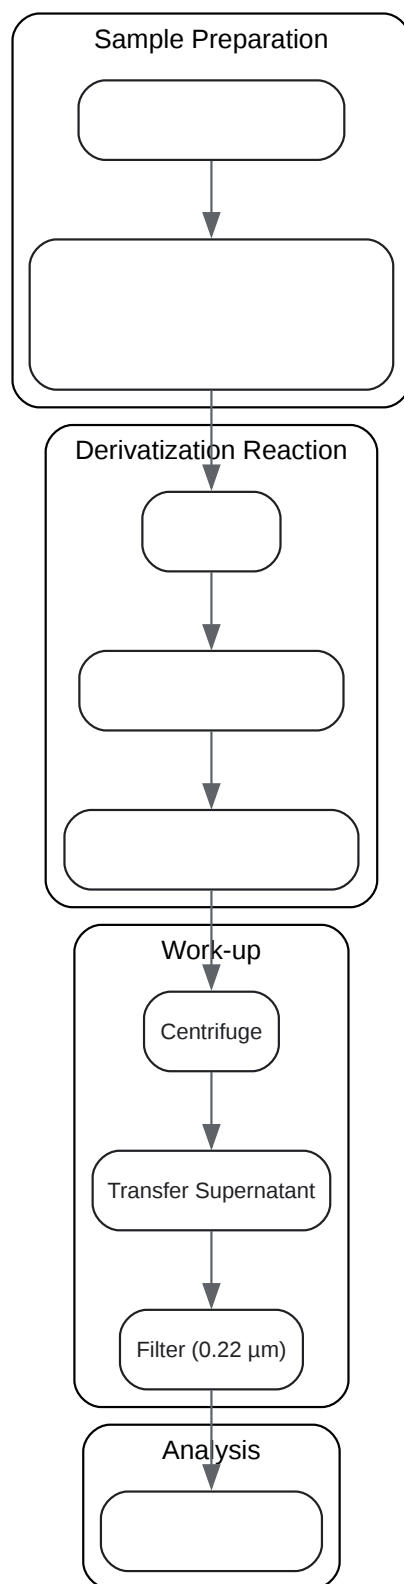 Sample Preparation
Derivatization Reaction
Work-up
Centrifuge
Transfer Supernatant
Filter (0.22 µm)
Analysis